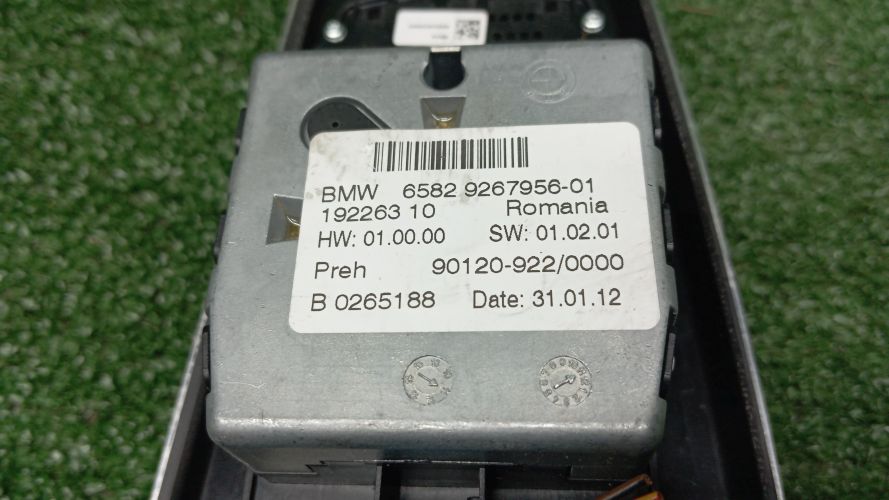 BMW 6582 9267956-01
192263 10 Romania
HW: 01.00.00 SW: 01.02.01
Preh 90120-922/0000
B 0265188 Date: 31.01.12